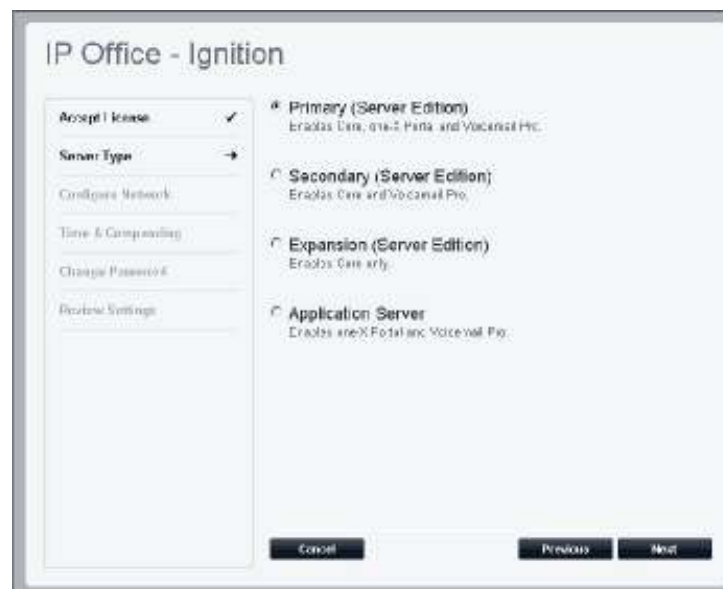 IP Office - Ignition
Accept License
Server Type
Configure Network
Time & Companding
Change Password
Review Settings
Primary (Server Edition)
Enables Core, one-X Portal and Voicemail Pro.
Secondary (Server Edition)
Enables Core and Voicemail Pro.
Expansion (Server Edition)
Enables Core only.
Application Server
Enables one-X Portal and Voicemail Pro.
Cancel
Previous
Next